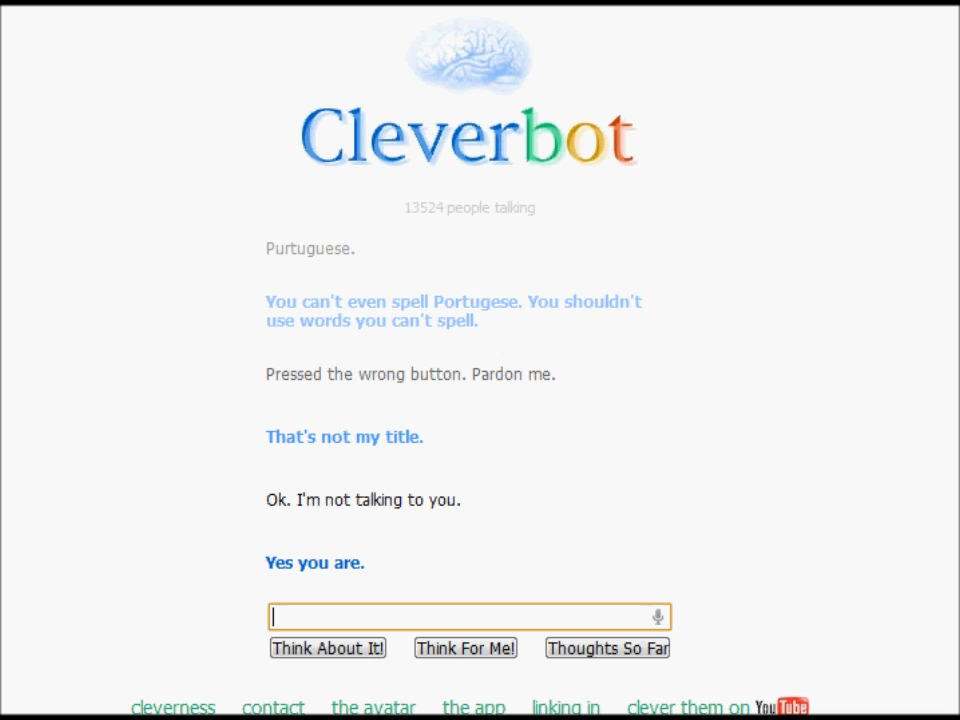 Cleverbot
13524 people talking
Purtuguese.
You can't even spell Portugese. You shouldn't
use words you can't spell.
Pressed the wrong button. Pardon me.
That's not my title.
Ok. I'm not talking to you.
Yes you are.
Think About It! Think For Me! Thoughts So Far
cleverness contact the avatar the app linking in clever them on YouTube